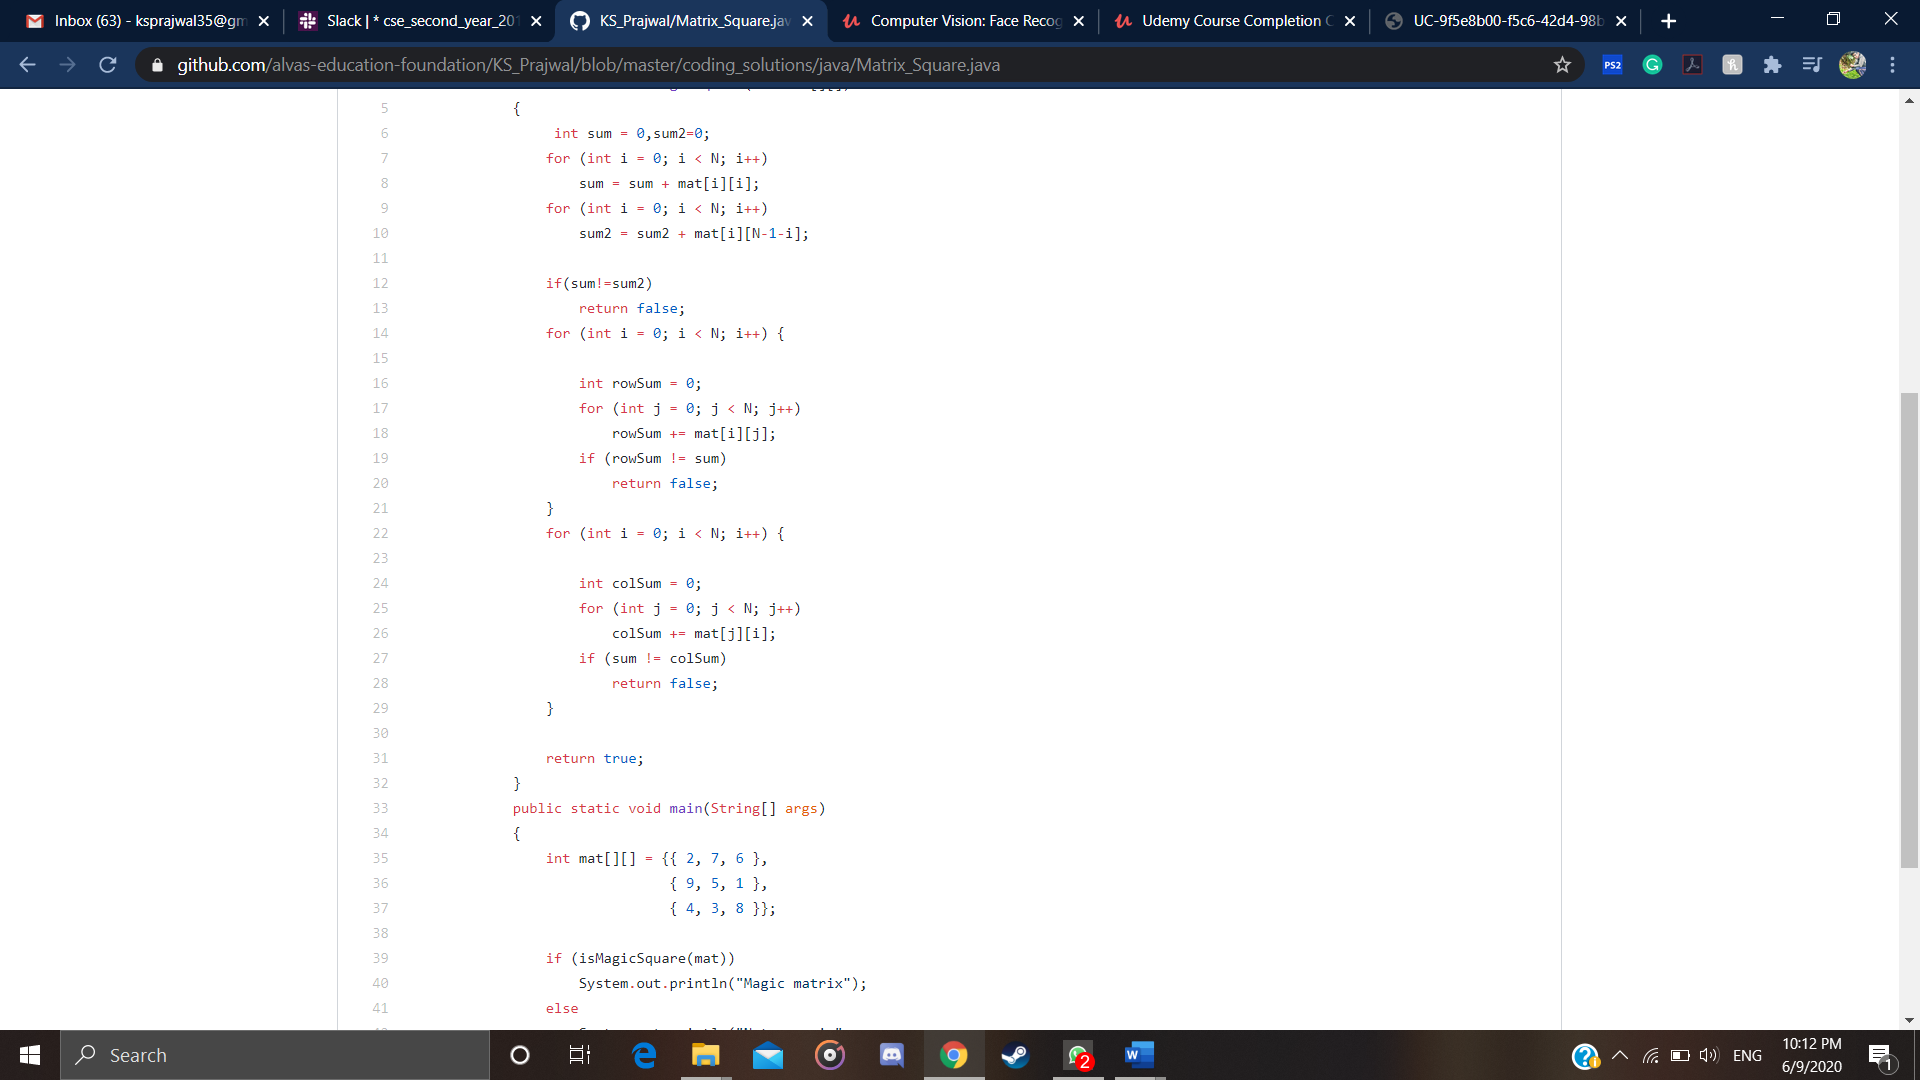 Inbox (63) - ksprajwal35@gm
Slack | * cse_second_year_201
KS_Prajwal/Matrix_Square.jav
Computer Vision: Face Recog
Udemy Course Completion C
UC-9f5e8b00-f5c6-42d4-98b
github.com/alvas-education-foundation/KS_Prajwal/blob/master/coding_solutions/java/Matrix_Square.java
PS2
5 {
6 int sum = 0,sum2=0;
7 for (int i = 0; i < N; i++)
8 sum = sum + mat[i][i];
9 for (int i = 0; i < N; i++)
10 sum2 = sum2 + mat[i][N-1-i];
11
12 if(sum!=sum2)
13 return false;
14 for (int i = 0; i < N; i++) {
15
16 int rowSum = 0;
17 for (int j = 0; j < N; j++)
18 rowSum += mat[i][j];
19 if (rowSum != sum)
20 return false;
21 }
22 for (int i = 0; i < N; i++) {
23
24 int colSum = 0;
25 for (int j = 0; j < N; j++)
26 colSum += mat[j][i];
27 if (sum != colSum)
28 return false;
29 }
30
31 return true;
32 }
33 public static void main(String[] args)
34 {
35 int mat[][] = {{ 2, 7, 6 },
36 { 9, 5, 1 },
37 { 4, 3, 8 }};
38
39 if (isMagicSquare(mat))
40 System.out.println("Magic matrix");
41 else
Search
2
ENG
10:12 PM
6/9/2020
1